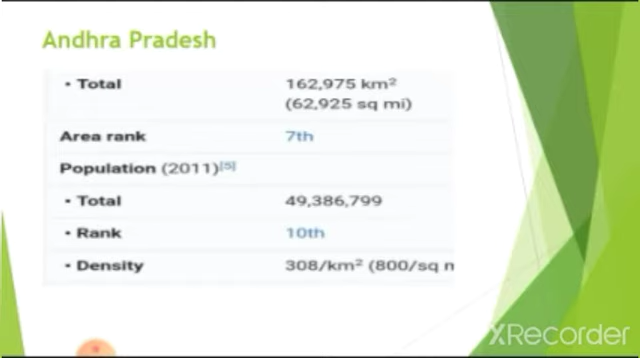 Andhra Pradesh
• Total 162,975 km²
(62,925 sq mi)
Area rank 7th
Population (2011)[5]
• Total 49,386,799
• Rank 10th
• Density 308/km² (800/sq m
XRecorder